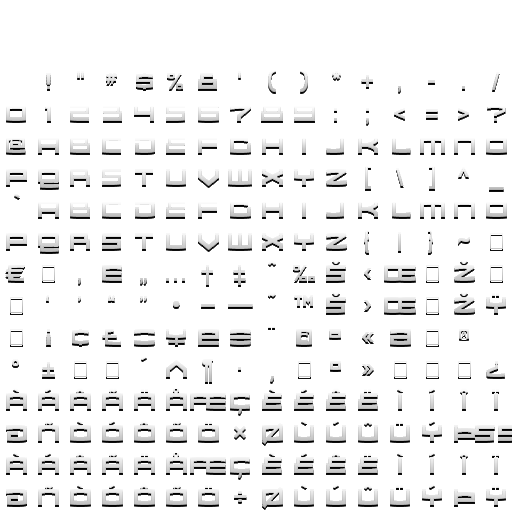 ! " # $ % & ' ( ) * + , - . /
0 1 2 3 4 5 6 7 8 9 : ; < = > ?
@ A B C D E F G H I J K L M N O
P Q R S T U V W X Y Z [ \ ] ^ _
` A B C D E F G H I J K L M N O
P Q R S T U V W X Y Z { | } ~ □
€ □ ‚ „ … † ‡ ˆ ‰ Š ‹ Œ □ Ž □
□ ' ' " " • – — ˜ ™ Š › Œ □ Ž Ÿ
□ ¡ ¢ £ ¥ § ¨ © ª « □
° ± □ □ ´ ¶ · ¸ □ º » □ □ □ ¿
À Á Â Ã Ä Å Æ Ç È É Ê Ë Ì Í Î Ï
Ð Ñ Ò Ó Ô Õ Ö × Ø Ù Ú Û Ü Ý Þ ß
À Á Â Ã Ä Å Æ Ç È É Ê Ë Ì Í Î Ï
Ð Ñ Ò Ó Ô Õ Ö ÷ Ø Ù Ú Û Ü Ý Þ Ÿ